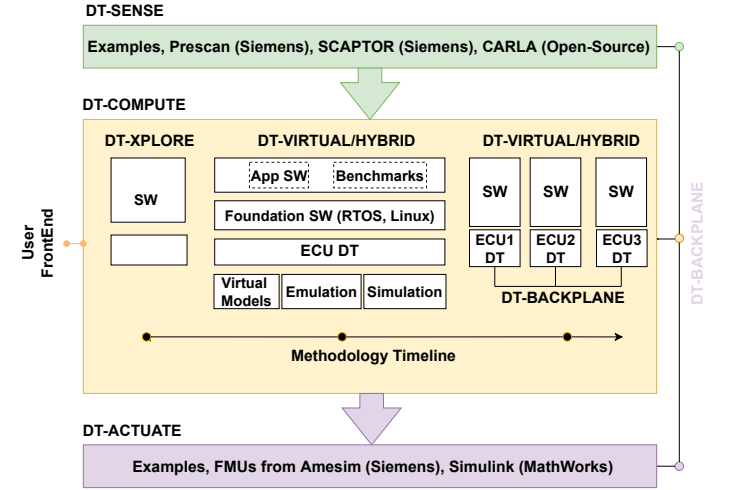 DT-SENSE
Examples, Prescan (Siemens), SCAPTOR (Siemens), CARLA (Open-Source)
DT-COMPUTE
DT-XPLORE
SW
DT-VIRTUAL/HYBRID
App SW
Benchmarks
Foundation SW (RTOS, Linux)
ECU DT
Virtual
Models
Emulation
Simulation
DT-VIRTUAL/HYBRID
SW
SW
SW
ECU1
DT
ECU2
DT
ECU3
DT
DT-BACKPLANE
Methodology Timeline
User
FrontEnd
DT-BACKPLANE
DT-ACTUATE
Examples, FMUs from Amesim (Siemens), Simulink (MathWorks)